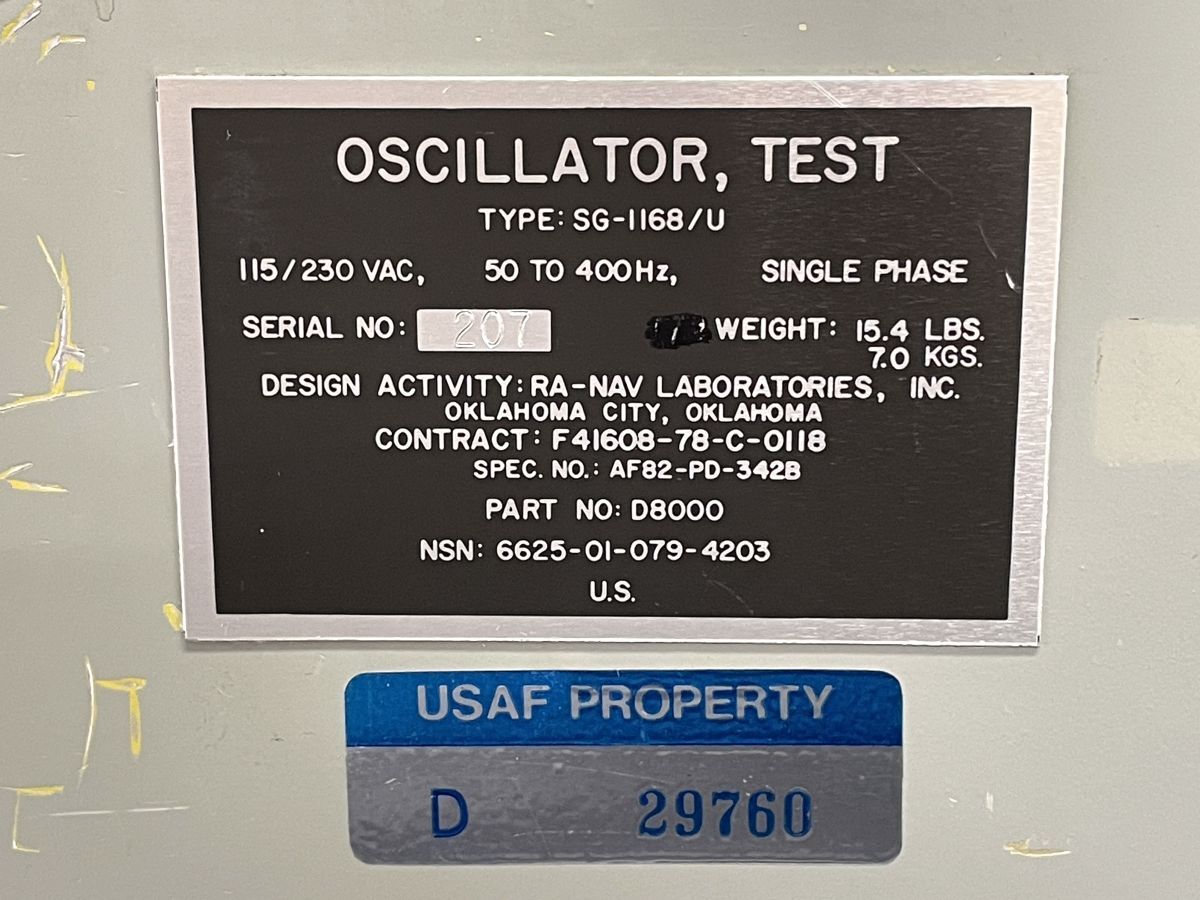 OSCILLATOR, TEST
TYPE: SG-1168/U
115/230 VAC, 50 TO 400Hz, SINGLE PHASE
SERIAL NO: 207 WEIGHT: 15.4 LBS.
7.0 KGS.
DESIGN ACTIVITY: RA-NAV LABORATORIES, INC.
OKLAHOMA CITY, OKLAHOMA
CONTRACT: F41608-78-C-0118
SPEC. NO.: AF82-PD-342B
PART NO: D8000
NSN: 6625-01-079-4203
U.S.
USAF PROPERTY
D 29760